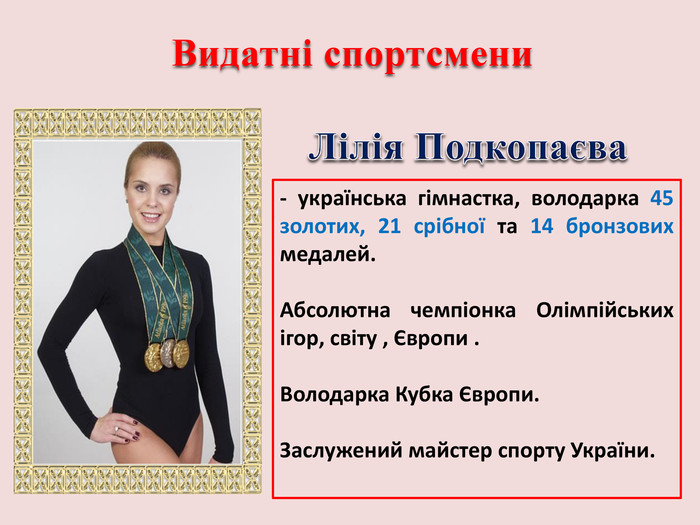 Видатні спортсмени
Лілія Подкопаєва
- українська гімнастка, володарка 45
золотих, 21 срібної та 14 бронзових
медалей.
Абсолютна чемпіонка Олімпійських
ігор, світу , Європи .
Володарка Кубка Європи.
Заслужений майстер спорту України.